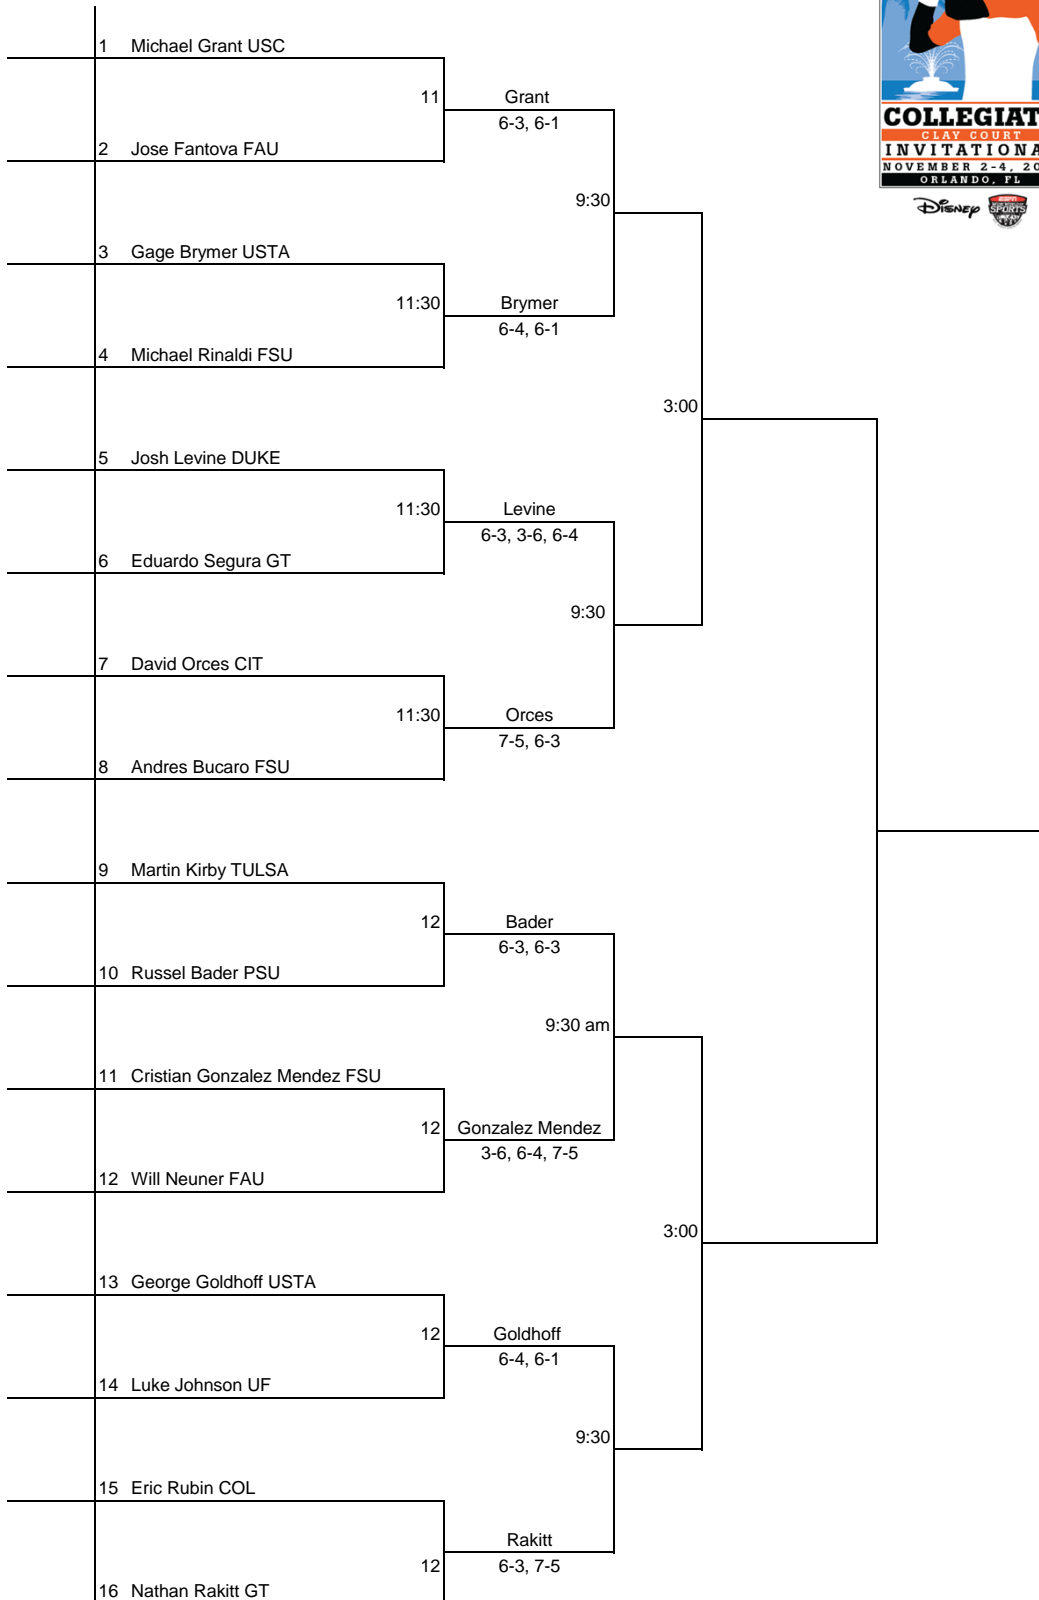 1 Michael Grant USC
11 Grant
6-3, 6-1
2 Jose Fantova FAU
9:30
3 Gage Brymer USTA
11:30 Brymer
6-4, 6-1
4 Michael Rinaldi FSU
3:00
5 Josh Levine DUKE
11:30 Levine
6-3, 3-6, 6-4
6 Eduardo Segura GT
9:30
7 David Orces CIT
11:30 Orces
7-5, 6-3
8 Andres Bucaro FSU
9 Martin Kirby TULSA
12 Bader
6-3, 6-3
10 Russel Bader PSU
9:30 am
11 Cristian Gonzalez Mendez FSU
12 Gonzalez Mendez
3-6, 6-4, 7-5
12 Will Neuner FAU
3:00
13 George Goldhoff USTA
12 Goldhoff
6-4, 6-1
14 Luke Johnson UF
9:30
15 Eric Rubin COL
Rakitt
12 6-3, 7-5
16 Nathan Rakitt GT
COLLEGIAT
CLAY COURT
INVITATIONA
NOVEMBER 2-4, 20
ORLANDO, FL
Disney ESPN
SPORTS